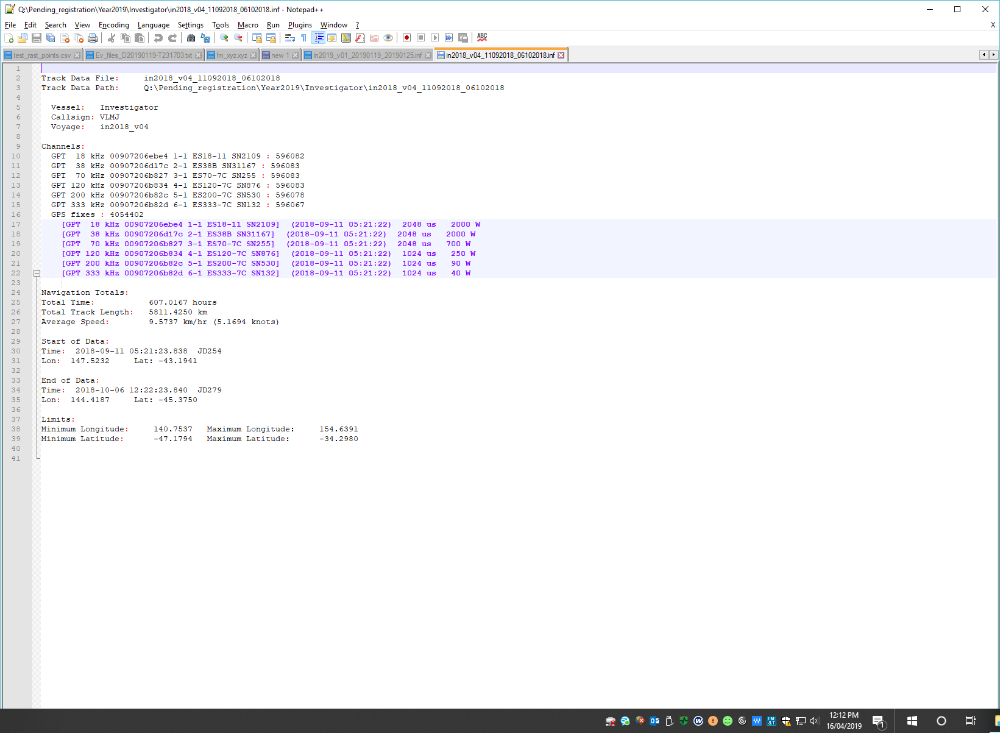 Q:\Pending_registration\Year2019\Investigator\in2018_v04_11092018_06102018.inf - Notepad++
File Edit Search View Encoding Language Settings Tools Macro Run Plugins Window ? X
ABC
test_rast_points.csv Ev_files_D20190119-T231703.txt fm_xyz.xyz new 1 in2019_v01_20190119_20190125.inf in2018_v04_11092018_06102018.inf
1
2 Track Data File: in2018_v04_11092018_06102018
3 Track Data Path: Q:\Pending_registration\Year2019\Investigator\in2018_v04_11092018_06102018
4
5 Vessel: Investigator
6 Callsign: VLMJ
7 Voyage: in2018_v04
8
9 Channels:
10 GPT 18 kHz 00907206ebe4 1-1 ES18-11 SN2109 : 596082
11 GPT 38 kHz 00907206d17c 2-1 ES38B SN31167 : 596083
12 GPT 70 kHz 00907206b827 3-1 ES70-7C SN255 : 596083
13 GPT 120 kHz 00907206b834 4-1 ES120-7C SN876 : 596083
14 GPT 200 kHz 00907206b82c 5-1 ES200-7C SN530 : 596078
15 GPT 333 kHz 00907206b82d 6-1 ES333-7C SN132 : 596067
16 GPS fixes : 4054402
17 [GPT 18 kHz 00907206ebe4 1-1 ES18-11 SN2109] (2018-09-11 05:21:22) 2048 us 2000 W
18 [GPT 38 kHz 00907206d17c 2-1 ES38B SN31167] (2018-09-11 05:21:22) 2048 us 2000 W
19 [GPT 70 kHz 00907206b827 3-1 ES70-7C SN255] (2018-09-11 05:21:22) 2048 us 700 W
20 [GPT 120 kHz 00907206b834 4-1 ES120-7C SN876] (2018-09-11 05:21:22) 1024 us 250 W
21 [GPT 200 kHz 00907206b82c 5-1 ES200-7C SN530] (2018-09-11 05:21:22) 1024 us 90 W
22 [GPT 333 kHz 00907206b82d 6-1 ES333-7C SN132] (2018-09-11 05:21:22) 1024 us 40 W
23
24 Navigation Totals:
25 Total Time: 607.0167 hours
26 Total Track Length: 5811.4250 km
27 Average Speed: 9.5737 km/hr (5.1694 knots)
28
29 Start of Data:
30 Time: 2018-09-11 05:21:23.838 JD254
31 Lon: 147.5232 Lat: -43.1941
32
33 End of Data:
34 Time: 2018-10-06 12:22:23.840 JD279
35 Lon: 144.4187 Lat: -45.3750
36
37 Limits:
38 Minimum Longitude: 140.7537 Maximum Longitude: 154.6391
39 Minimum Latitude: -47.1794 Maximum Latitude: -34.2980
40
41
12:12 PM
16/04/2019
1